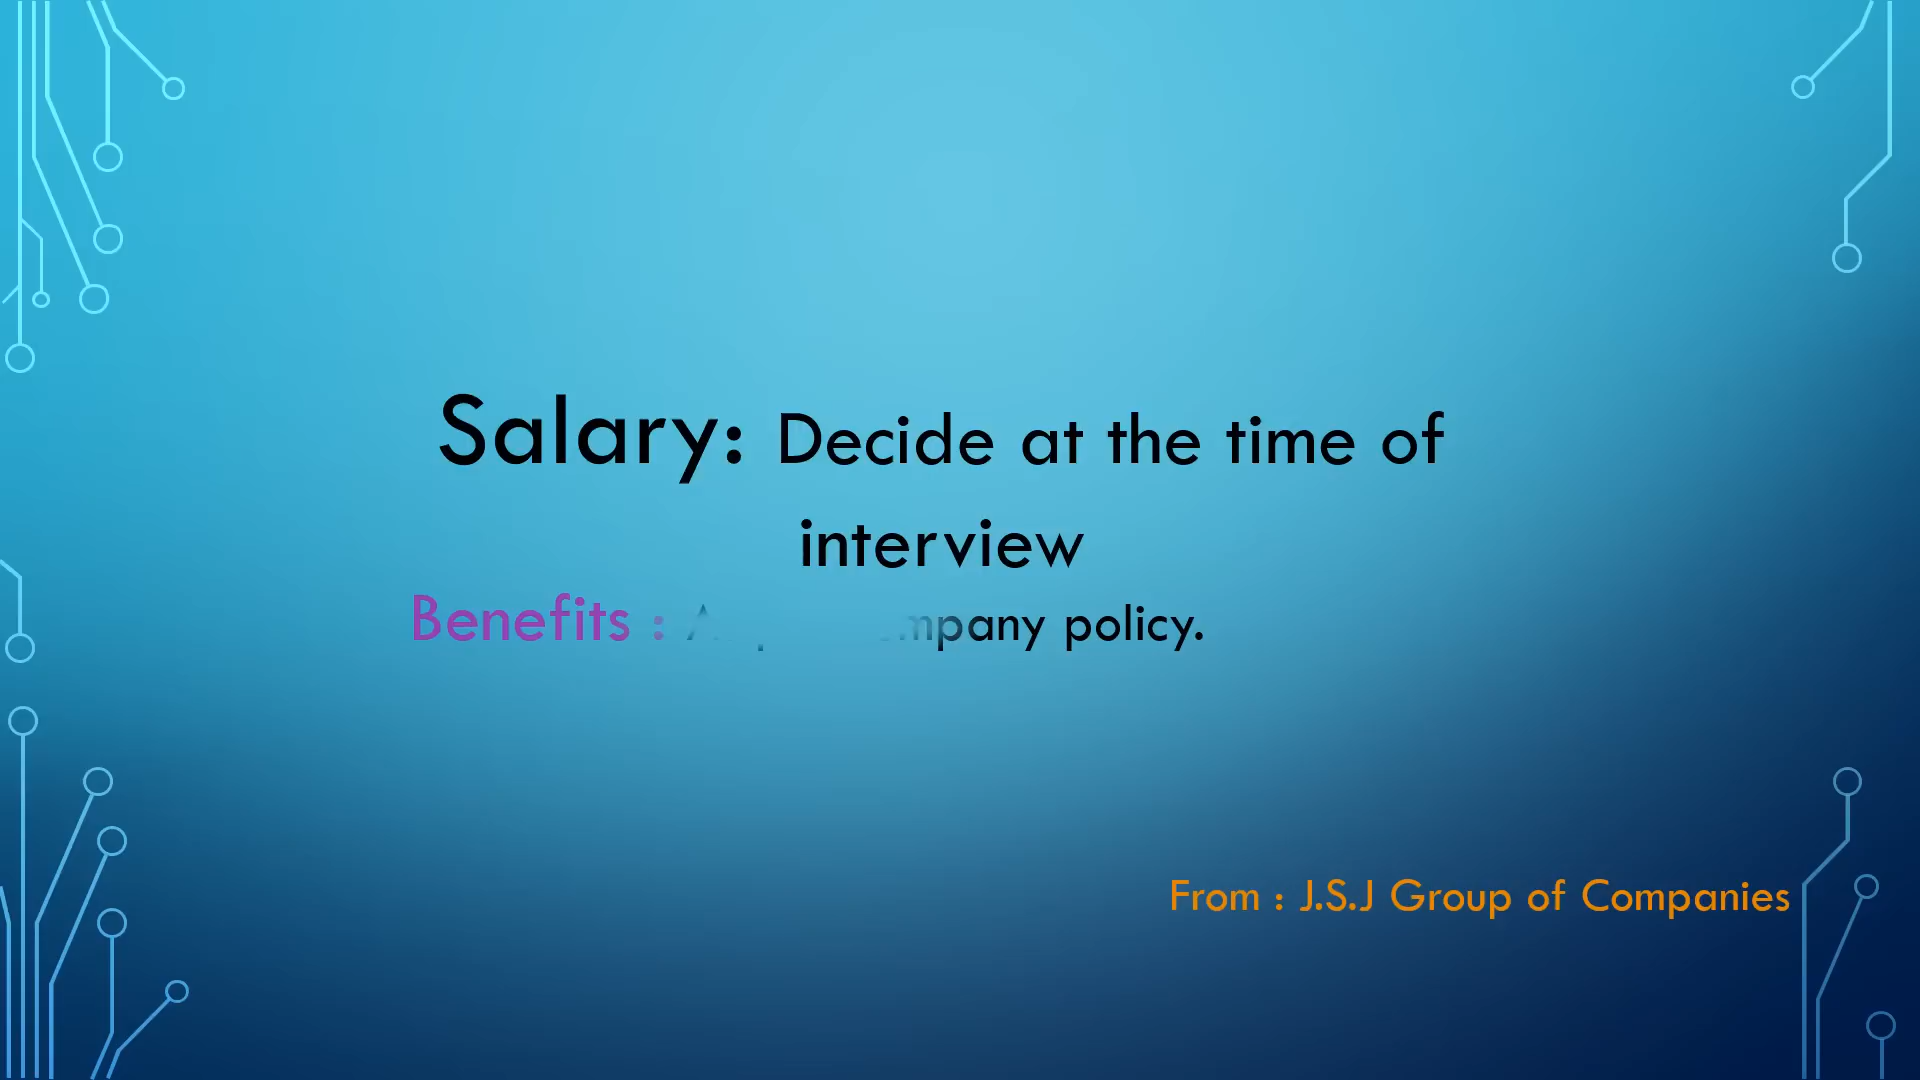 Salary: Decide at the time of
interview
Benefits : policy.
From : J.S.J Group of Companies